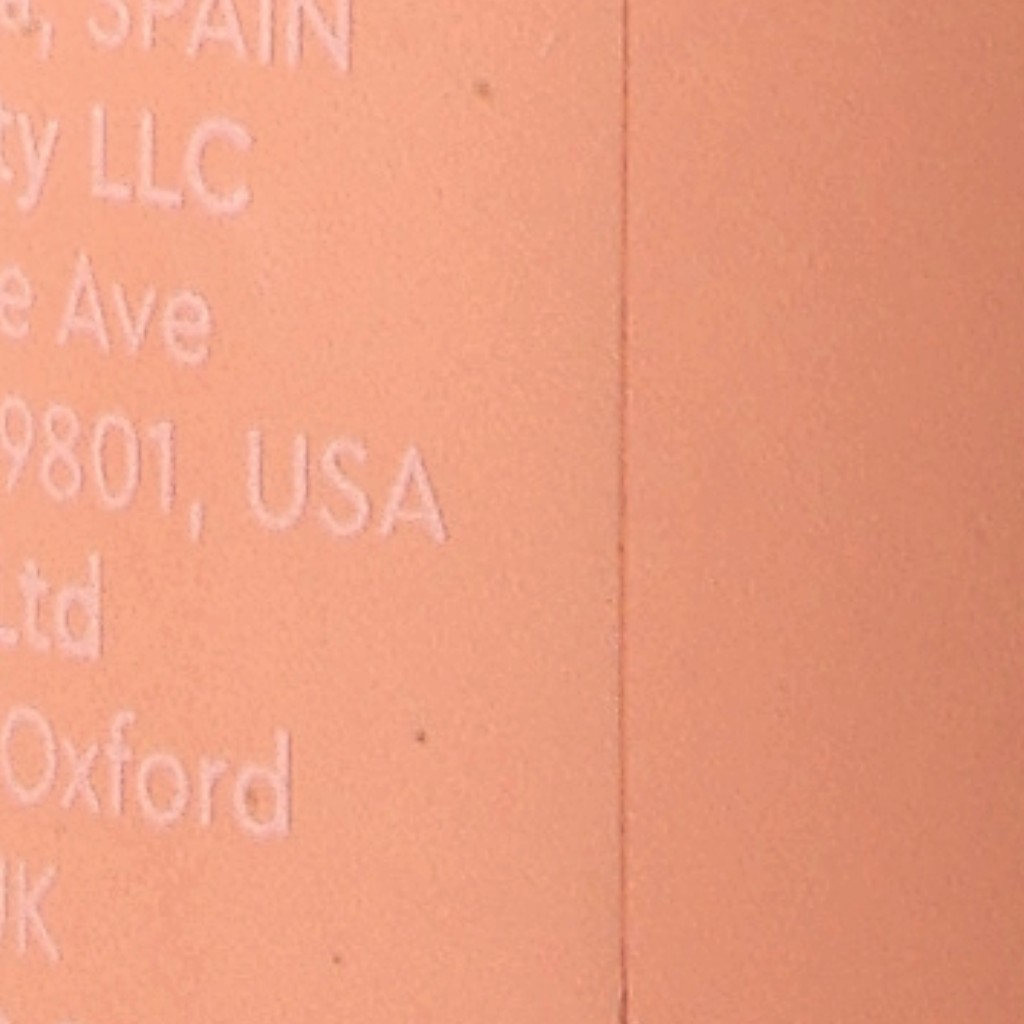 a, SPAIN
ty LLC
e Ave
9801, USA
Ltd
Oxford
UK